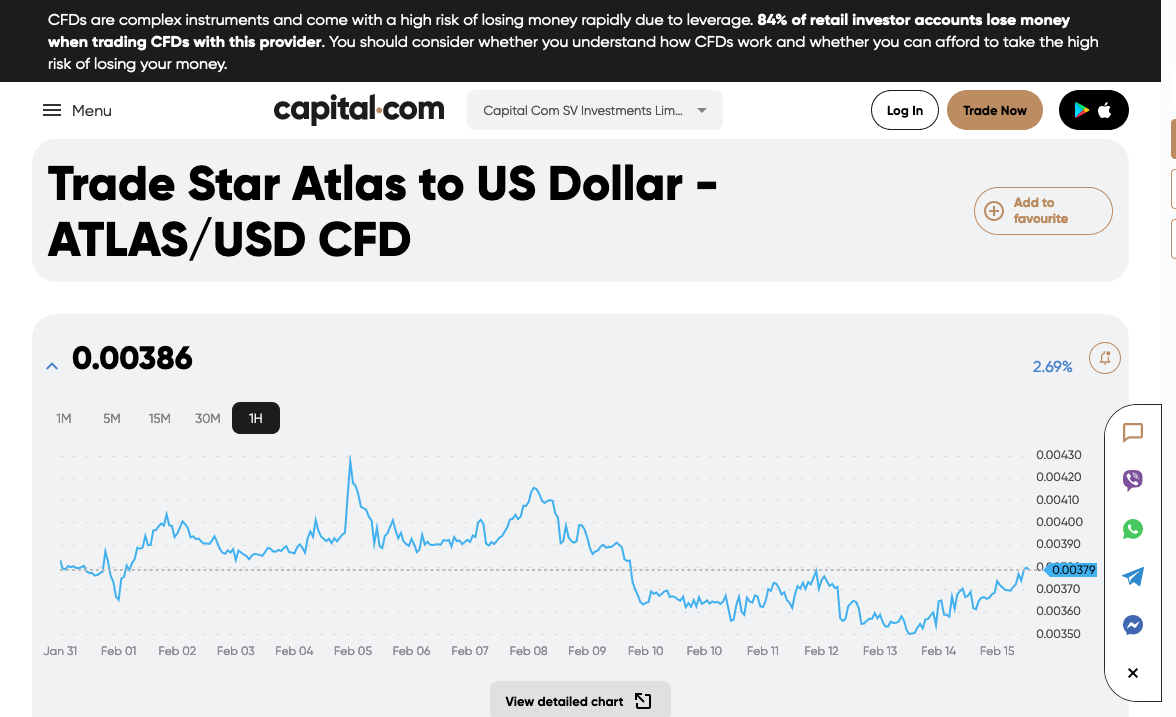 CFDs are complex instruments and come with a high risk of losing money rapidly due to leverage. 84% of retail investor accounts lose money
when trading CFDs with this provider. You should consider whether you understand how CFDs work and whether you can afford to take the high
risk of losing your money.
Menu
capital.com
Capital Com SV Investments Lim...
Log In
Trade Now
Trade Star Atlas to US Dollar -
ATLAS/USD CFD
Add to
favourite
0.00386
2.69%
1M 5M 15M 30M 1H
0.00430
0.00420
0.00410
0.00400
0.00390
0.00379
0.00370
0.00360
0.00350
Jan 31 Feb 01 Feb 02 Feb 03 Feb 04 Feb 05 Feb 06 Feb 07 Feb 08 Feb 09 Feb 10 Feb 10 Feb 11 Feb 12 Feb 13 Feb 14 Feb 15
View detailed chart